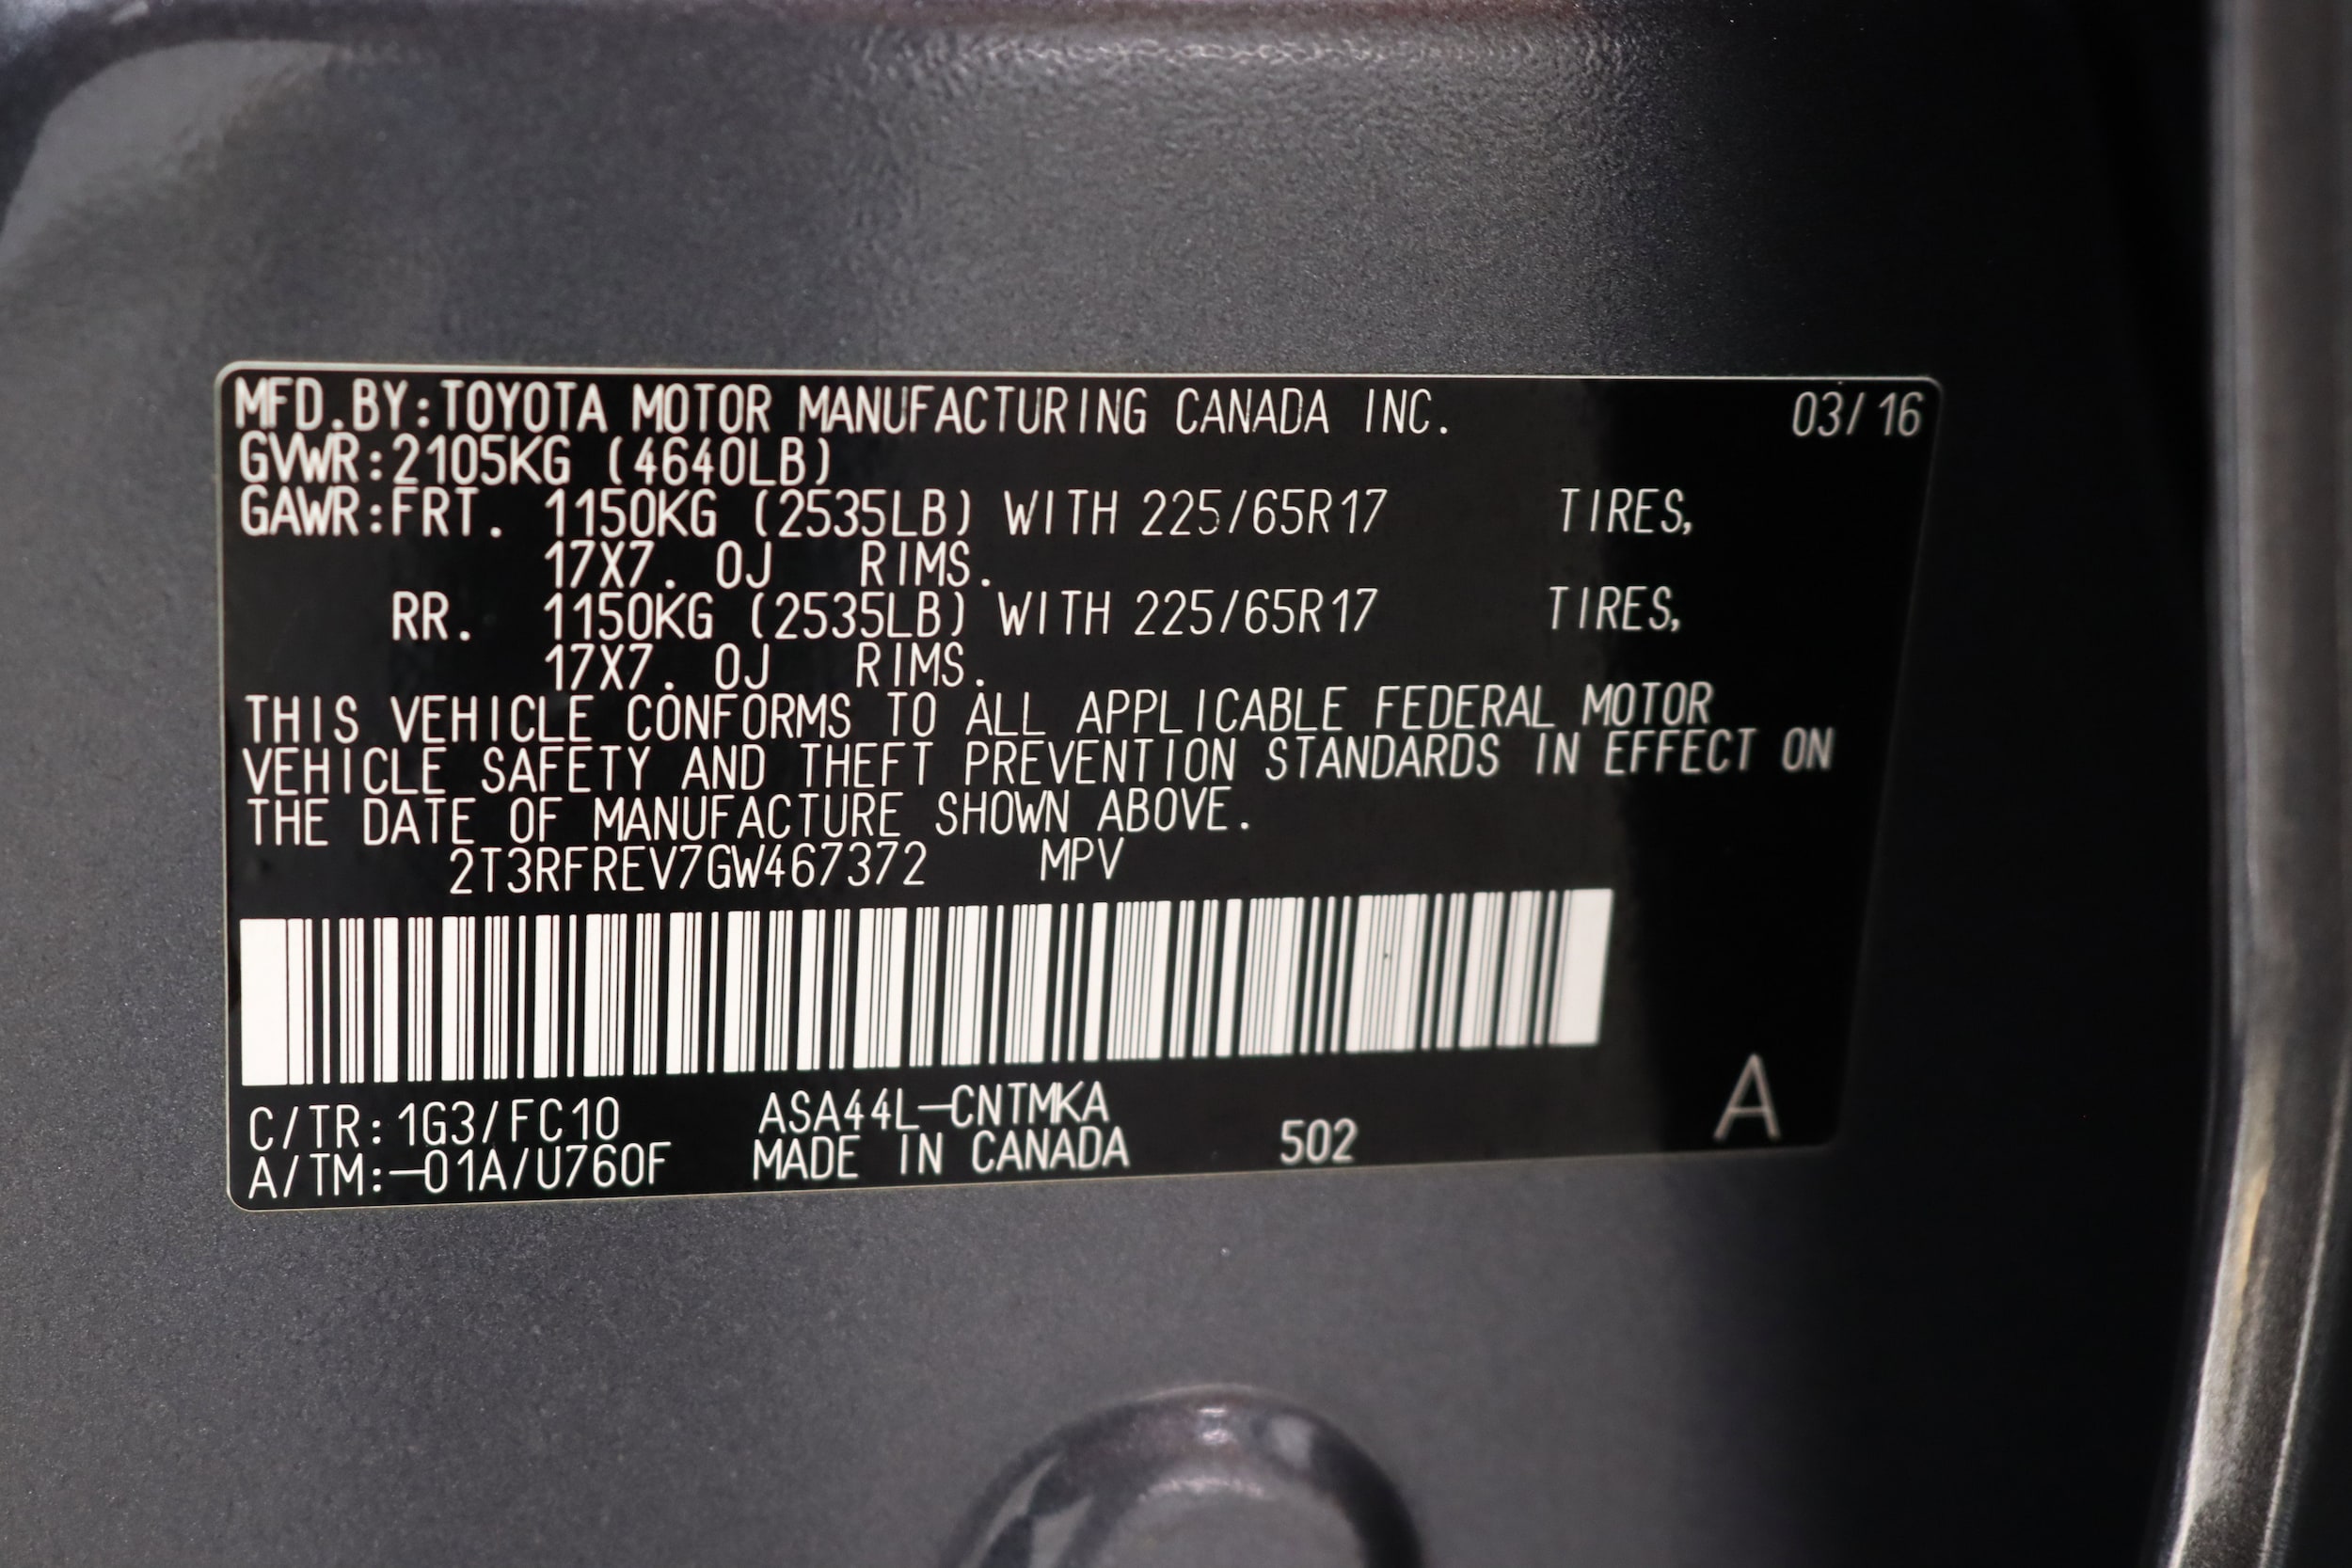 MFD.BY:TOYOTA MOTOR MANUFACTURING CANADA INC. 03/16
GVWR:2105KG (4640LB)
GAWR:FRT. 1150KG (2535LB) WITH 225/65R17 TIRES,
17X7. 0J RIMS.
RR. 1150KG (2535LB) WITH 225/65R17 TIRES,
17X7. 0J RIMS.
THIS VEHICLE CONFORMS TO ALL APPLICABLE FEDERAL MOTOR
VEHICLE SAFETY AND THEFT PREVENTION STANDARDS IN EFFECT ON
THE DATE OF MANUFACTURE SHOWN ABOVE.
2T3RFREV7GW467372 MPV
C/TR:1G3/FC10 ASA44L-CNTMKA
A/TM:-01A/U760F MADE IN CANADA 502 A